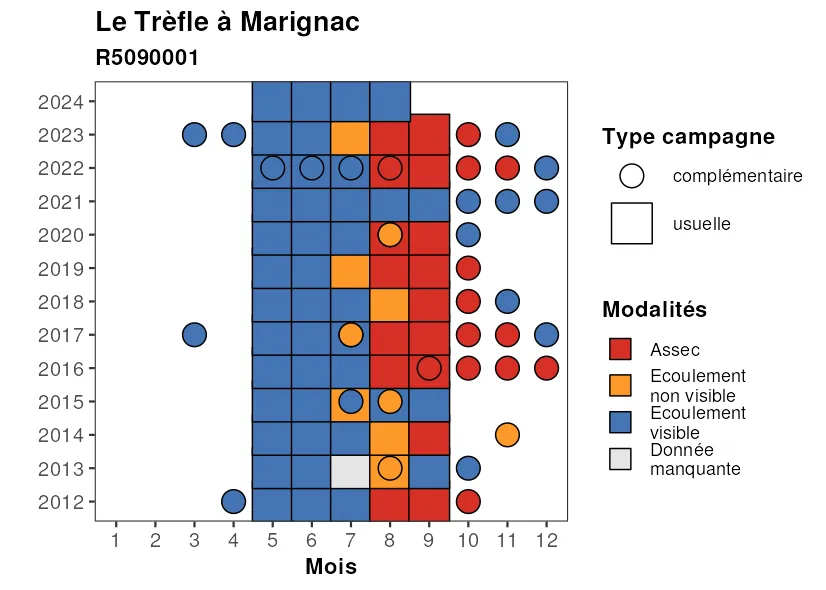 Le Trèfle à Marignac
R5090001
2024
2023
2022
2021
2020
2019
2018
2017
2016
2015
2014
2013
2012
1 2 3 4 5 6 7 8 9 10 11 12
Mois
Type campagne
complémentaire
usuelle
Modalités
Assec
Ecoulement
non visible
Ecoulement
visible
Donnée
manquante